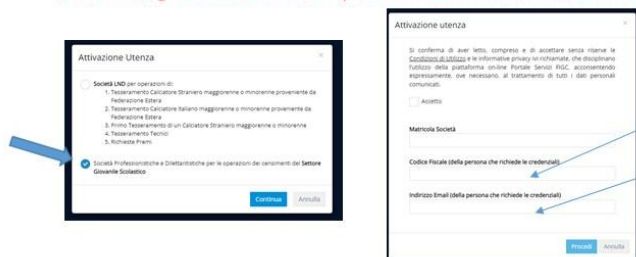 Attivazione Utenza
Società LND per operazioni di:
1. Tesseramento Calciatore Straniero maggiorenne o minorenne proveniente da
Federazione Estera
2. Tesseramento Calciatore Italiano maggiorenne o minorenne proveniente da
Federazione Estera
3. Primo Tesseramento di un Calciatore Straniero maggiorenne o minorenne
4. Tesseramento Tecnici
5. Richieste Premi
Società Professionistiche e Dilettantistiche per le operazioni dei censimenti del Settore
Giovanile Scolastico
Continua Annulla
Attivazione utenza
Si conferma di aver letto, compreso e di accettare senza riserve le
Condizioni di Utilizzo e le informative privacy ivi richiamate, che disciplinano
l'utilizzo della piattaforma on-line Portale Servizi FIGC, acconsentendo
espressamente, ove necessario, al trattamento di tutti i dati personali
comunicati.
Accetto
Matricola Società
Codice Fiscale (della persona che richiede le credenziali)
Indirizzo Email (della persona che richiede le credenziali)
Procedi Annulla